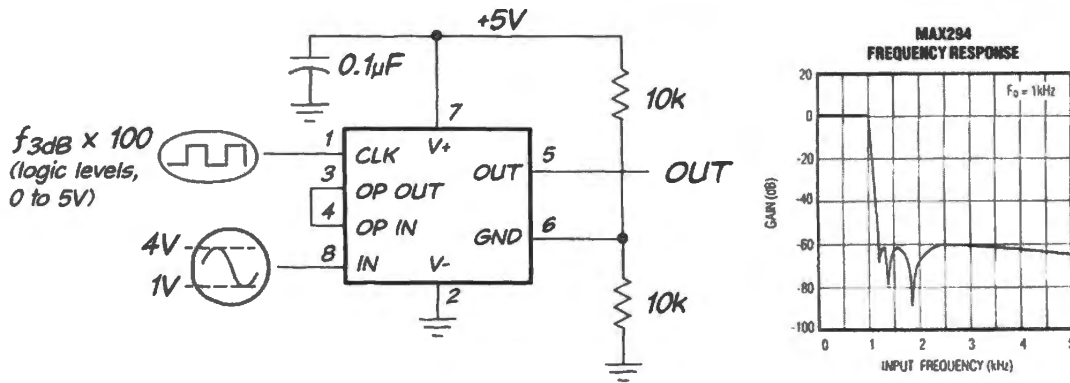 +5V
0.1µF
10k
7
f3dB x 100
(logic levels,
0 to 5V)
1
CLK
V+
3
OP OUT
OUT
5
OUT
4
OP IN
GND
6
4V
1V
8
IN
V-
2
10k
MAX294
FREQUENCY RESPONSE
F₀ = 1kHz
20
0
-20
-40
-60
-80
-100
GAIN (dB)
0
1
2
3
4
5
INPUT FREQUENCY (kHz)